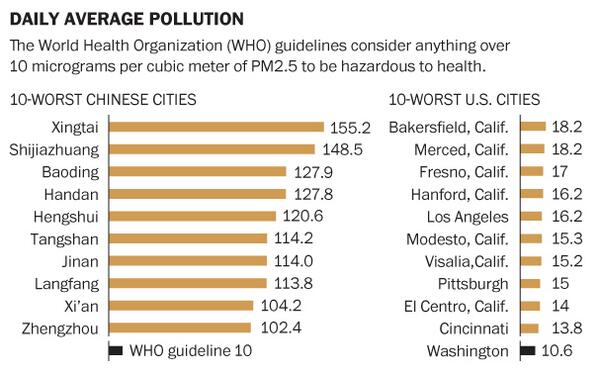 DAILY AVERAGE POLLUTION
The World Health Organization (WHO) guidelines consider anything over
10 micrograms per cubic meter of PM2.5 to be hazardous to health.
10-WORST CHINESE CITIES
Xingtai 155.2
Shijiazhuang 148.5
Baoding 127.9
Handan 127.8
Hengshui 120.6
Tangshan 114.2
Jinan 114.0
Langfang 113.8
Xi'an 104.2
Zhengzhou 102.4
WHO guideline 10
10-WORST U.S. CITIES
Bakersfield, Calif. 18.2
Merced, Calif. 18.2
Fresno, Calif. 17
Hanford, Calif. 16.2
Los Angeles 16.2
Modesto, Calif. 15.3
Visalia,Calif. 15.2
Pittsburgh 15
El Centro, Calif. 14
Cincinnati 13.8
Washington 10.6